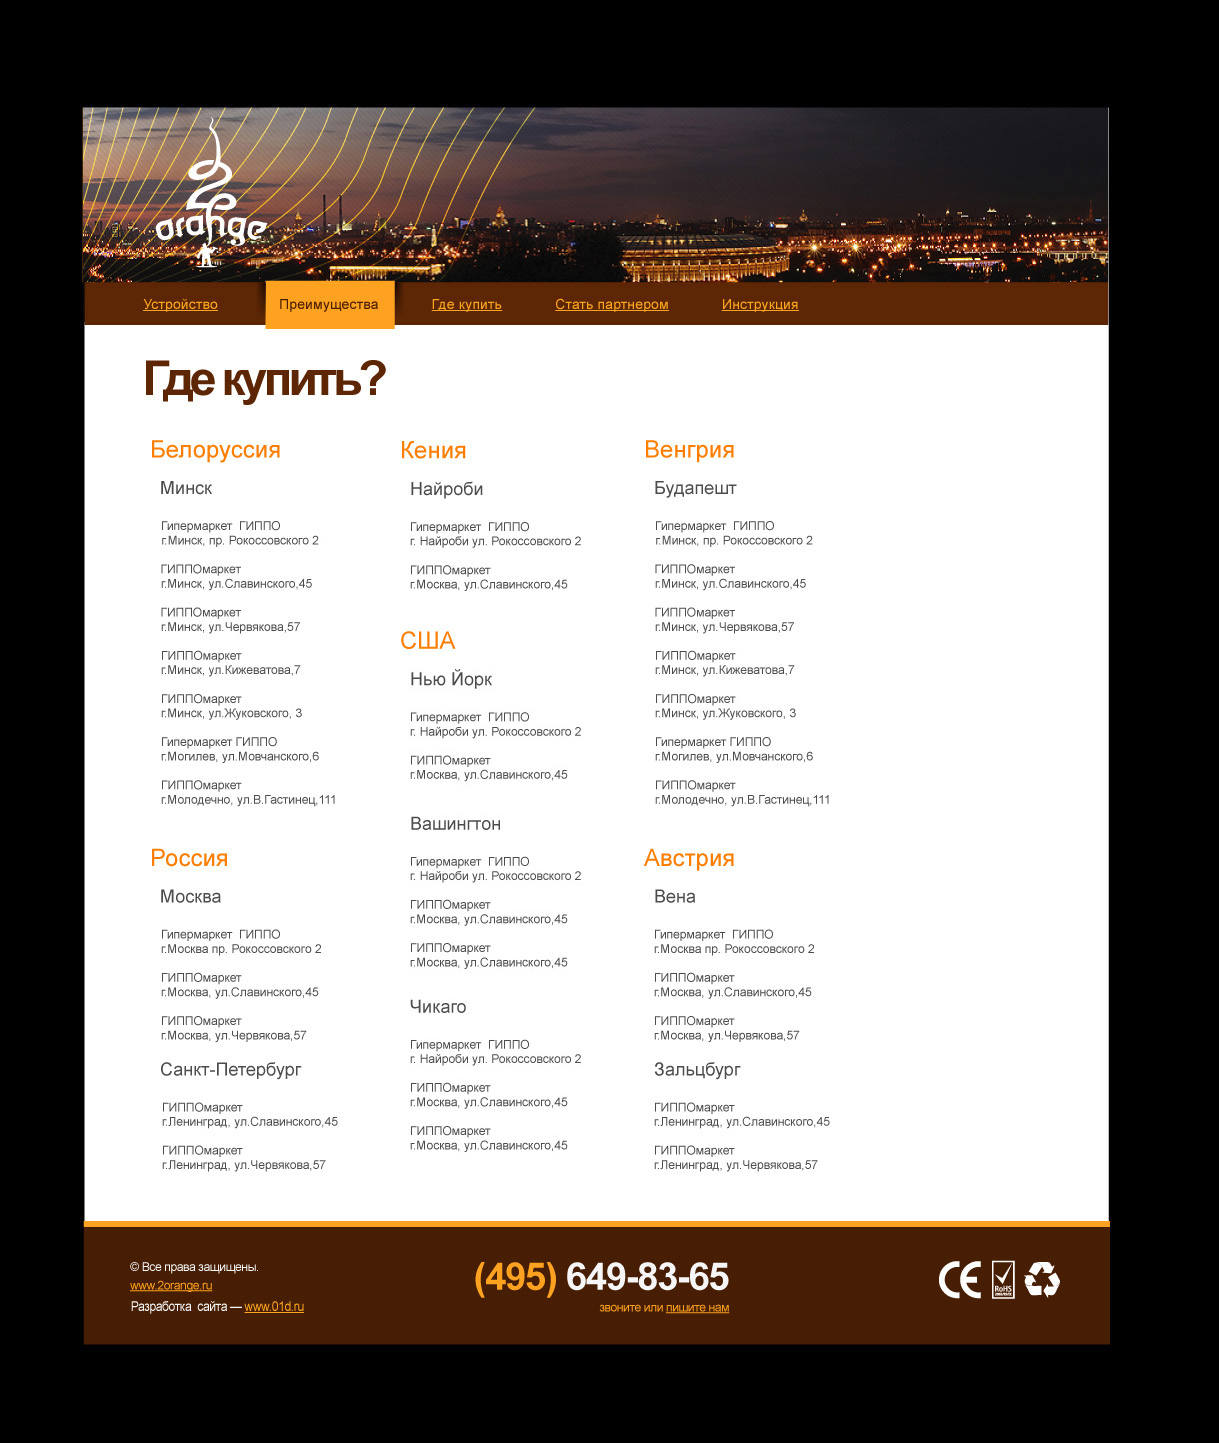 orange
Устройство
Преимущества
Где купить
Стать партнером
Инструкция
Где купить?
Белоруссия
Минск
Гипермаркет ГИППО
г.Минск, пр. Рокоссовского 2
ГИППОмаркет
г.Минск, ул.Славинского,45
ГИППОмаркет
г.Минск, ул.Червякова,57
ГИППОмаркет
г.Минск, ул.Кижеватова,7
ГИППОмаркет
г.Минск, ул.Жуковского, 3
Гипермаркет ГИППО
г.Могилев, ул.Мовчанского,6
ГИППОмаркет
г.Молодечно, ул.В.Гастинец,111
Россия
Москва
Гипермаркет ГИППО
г.Москва пр. Рокоссовского 2
ГИППОмаркет
г.Москва, ул.Славинского,45
ГИППОмаркет
г.Москва, ул.Червякова,57
Санкт-Петербург
ГИППОмаркет
г.Ленинград, ул.Славинского,45
ГИППОмаркет
г.Ленинград, ул.Червякова,57
Кения
Найроби
Гипермаркет ГИППО
г. Найроби ул. Рокоссовского 2
ГИППОмаркет
г.Москва, ул.Славинского,45
США
Нью Йорк
Гипермаркет ГИППО
г. Найроби ул. Рокоссовского 2
ГИППОмаркет
г.Москва, ул.Славинского,45
Вашингтон
Гипермаркет ГИППО
г. Найроби ул. Рокоссовского 2
ГИППОмаркет
г.Москва, ул.Славинского,45
ГИППОмаркет
г.Москва, ул.Славинского,45
Чикаго
Гипермаркет ГИППО
г. Найроби ул. Рокоссовского 2
ГИППОмаркет
г.Москва, ул.Славинского,45
ГИППОмаркет
г.Москва, ул.Славинского,45
Венгрия
Будапешт
Гипермаркет ГИППО
г.Минск, пр. Рокоссовского 2
ГИППОмаркет
г.Минск, ул.Славинского,45
ГИППОмаркет
г.Минск, ул.Червякова,57
ГИППОмаркет
г.Минск, ул.Кижеватова,7
ГИППОмаркет
г.Минск, ул.Жуковского, 3
Гипермаркет ГИППО
г.Могилев, ул.Мовчанского,6
ГИППОмаркет
г.Молодечно, ул.В.Гастинец,111
Австрия
Вена
Гипермаркет ГИППО
г.Москва пр. Рокоссовского 2
ГИППОмаркет
г.Москва, ул.Славинского,45
ГИППОмаркет
г.Москва, ул.Червякова,57
Зальцбург
ГИППОмаркет
г.Ленинград, ул.Славинского,45
ГИППОмаркет
г.Ленинград, ул.Червякова,57
© Все права защищены.
www.2orange.ru
Разработка сайта — www.01d.ru
(495) 649-83-65
звоните или пишите нам
CE
RoHS